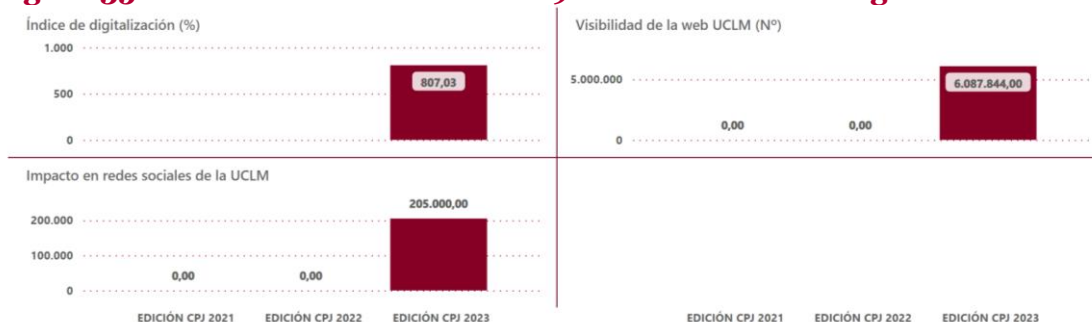 Índice de digitalización (%)
1.000
500
0
807,03
Visibilidad de la web UCLM (Nº)
5.000.000
0
0,00
0,00
6.087.844,00
Impacto en redes sociales de la UCLM
200.000
100.000
0
0,00
0,00
205.000,00
EDICIÓN CPJ 2021
EDICIÓN CPJ 2022
EDICIÓN CPJ 2023
EDICIÓN CPJ 2021
EDICIÓN CPJ 2022
EDICIÓN CPJ 2023